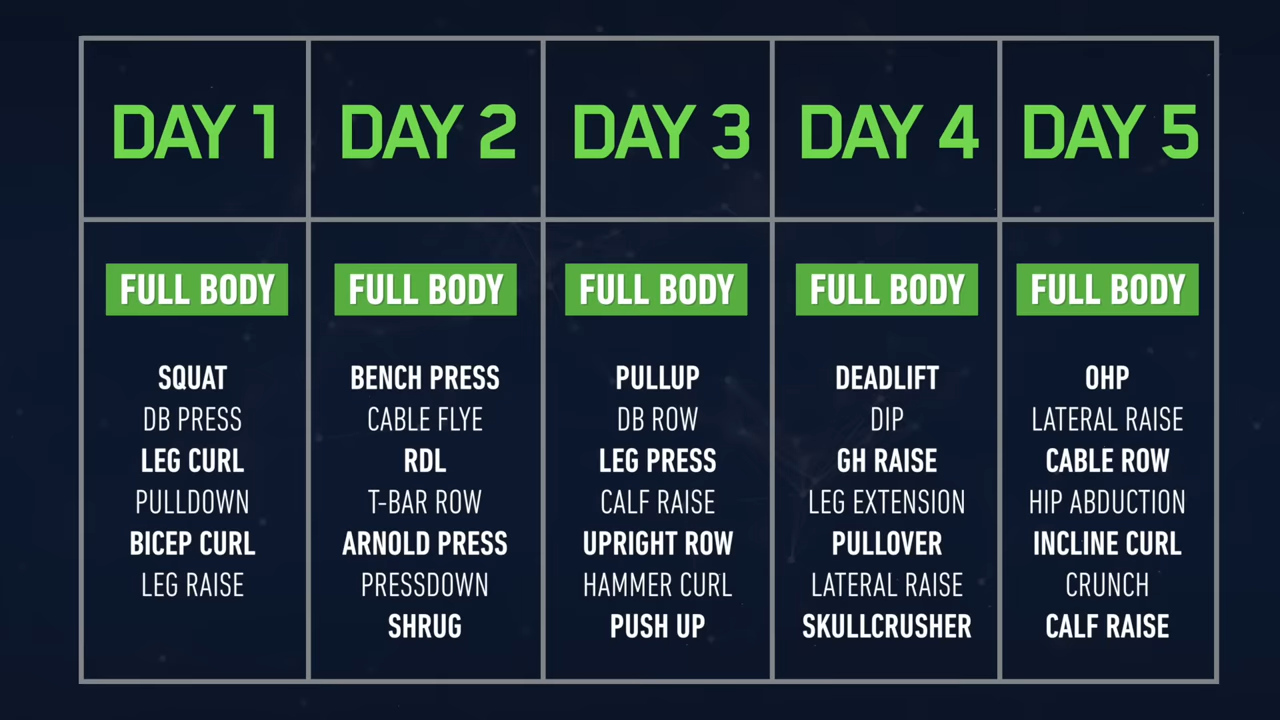 DAY 1
DAY 2
DAY 3
DAY 4
DAY 5
FULL BODY
FULL BODY
FULL BODY
FULL BODY
FULL BODY
SQUAT
BENCH PRESS
PULLUP
DEADLIFT
OHP
DB PRESS
CABLE FLYE
DB ROW
DIP
LATERAL RAISE
LEG CURL
RDL
LEG PRESS
GH RAISE
CABLE ROW
PULLDOWN
T-BAR ROW
CALF RAISE
LEG EXTENSION
HIP ABDUCTION
BICEP CURL
ARNOLD PRESS
UPRIGHT ROW
PULLOVER
INCLINE CURL
LEG RAISE
PRESSDOWN
HAMMER CURL
LATERAL RAISE
CRUNCH
SHRUG
PUSH UP
SKULLCRUSHER
CALF RAISE